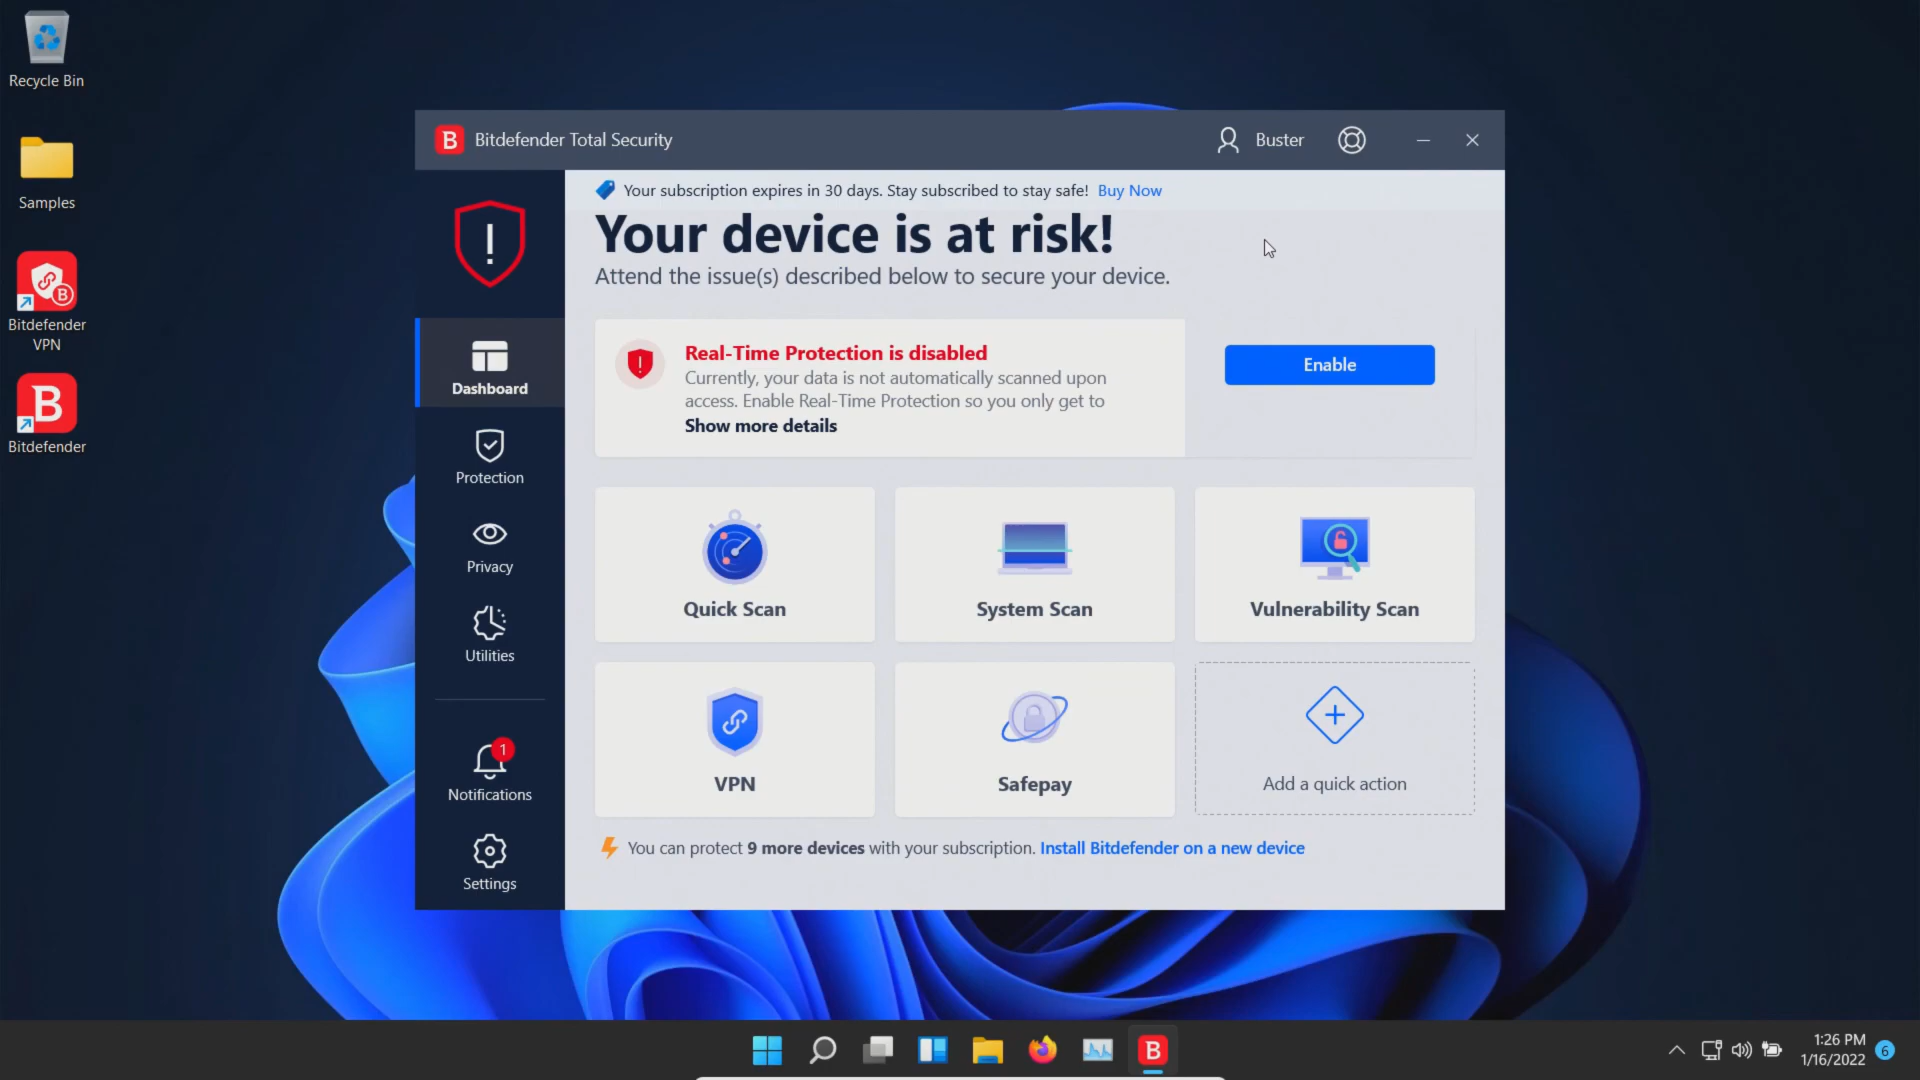 Recycle Bin
Samples
Bitdefender
VPN
Bitdefender
B Bitdefender Total Security
Buster
Your subscription expires in 30 days. Stay subscribed to stay safe! Buy Now
Your device is at risk!
Attend the issue(s) described below to secure your device.
Dashboard
Protection
Privacy
Utilities
1
Notifications
Settings
Real-Time Protection is disabled
Currently, your data is not automatically scanned upon
access. Enable Real-Time Protection so you only get to
Show more details
Enable
Quick Scan
System Scan
Vulnerability Scan
VPN
Safepay
Add a quick action
You can protect 9 more devices with your subscription. Install Bitdefender on a new device
B
1:26 PM
1/16/2022
6